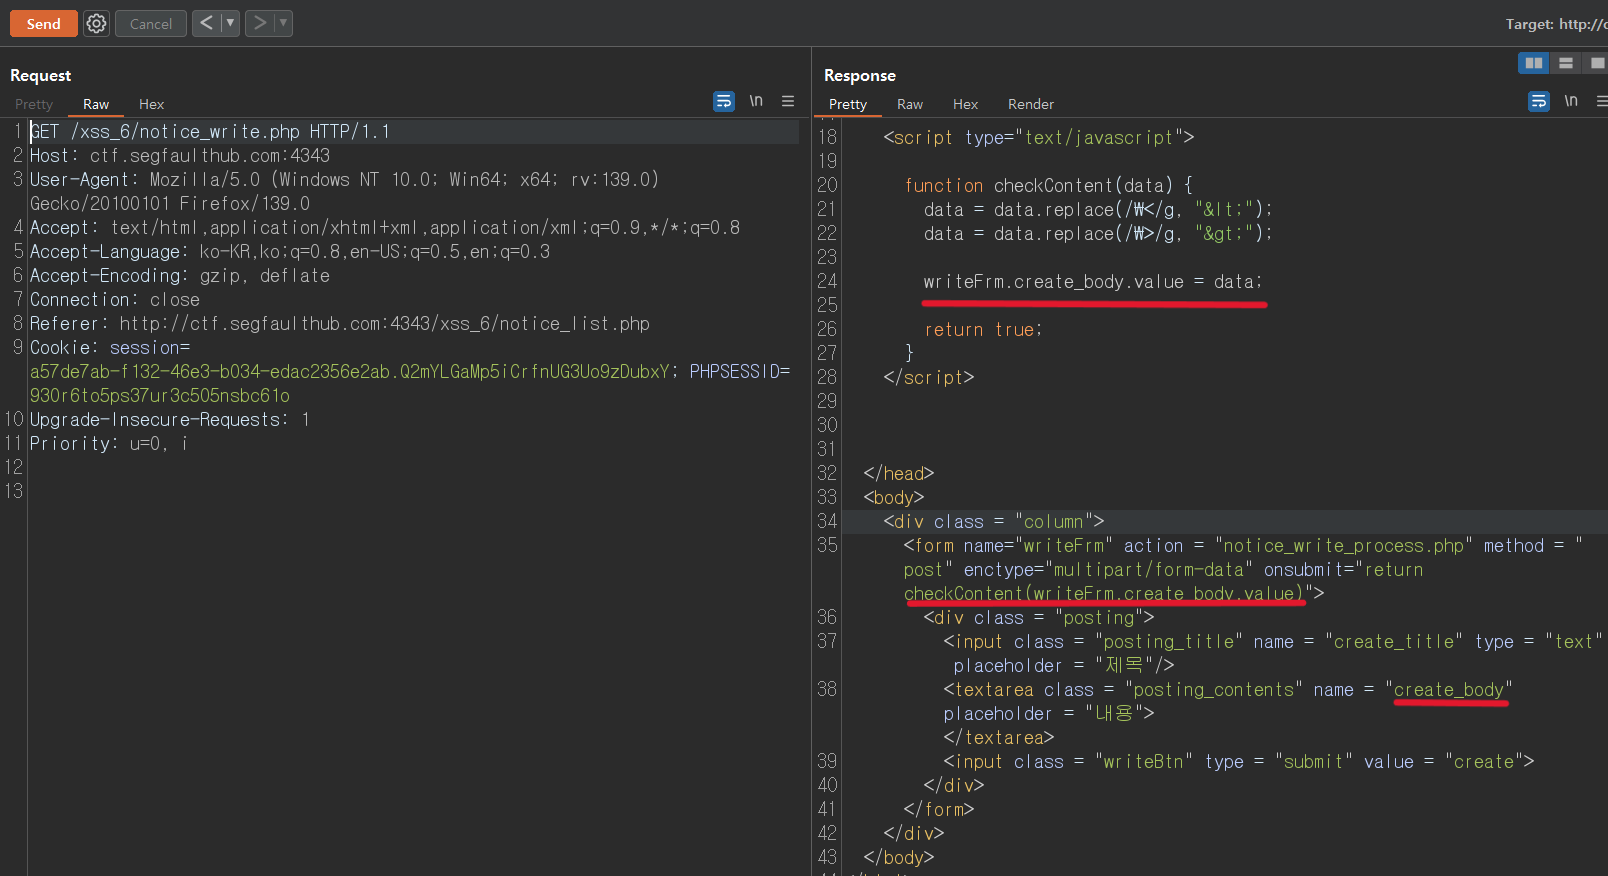 Send
Cancel
Target: http://c
Request
Response
Pretty Raw Hex
\n
Pretty Raw Hex Render
\n
1 GET /xss_6/notice_write.php HTTP/1.1
2 Host: ctf.segfaulthub.com:4343
3 User-Agent: Mozilla/5.0 (Windows NT 10.0; Win64; x64; rv:139.0)
Gecko/20100101 Firefox/139.0
4 Accept: text/html,application/xhtml+xml,application/xml;q=0.9,*/*;q=0.8
5 Accept-Language: ko-KR,ko;q=0.8,en-US;q=0.5,en;q=0.3
6 Accept-Encoding: gzip, deflate
7 Connection: close
8 Referer: http://ctf.segfaulthub.com:4343/xss_6/notice_list.php
9 Cookie: session=
a57de7ab-f132-46e3-b034-edac2356e2ab.Q2mYLGaMp5iCrfnUG3Uo9zDubxY; PHPSESSID=
930r6to5ps37ur3c505nsbc61o
10 Upgrade-Insecure-Requests: 1
11 Priority: u=0, i
12
13
18 <script type="text/javascript">
19
20 function checkContent(data) {
21 data = data.replace(/₩</g, "&lt;");
22 data = data.replace(/₩>/g, "&gt;");
23
24 writeFrm.create_body.value = data;
25
26 return true;
27 }
28 </script>
29
30
31
32 </head>
33 <body>
34 <div class = "column">
35 <form name="writeFrm" action = "notice_write_process.php" method = "
post" enctype="multipart/form-data" onsubmit="return
checkContent(writeFrm.create_body.value)">
36 <div class = "posting">
37 <input class = "posting_title" name = "create_title" type = "text"
placeholder = "제목"/>
38 <textarea class = "posting_contents" name = "create_body"
placeholder = "내용">
</textarea>
39 <input class = "writeBtn" type = "submit" value = "create">
40 </div>
41 </form>
42 </div>
43 </body>